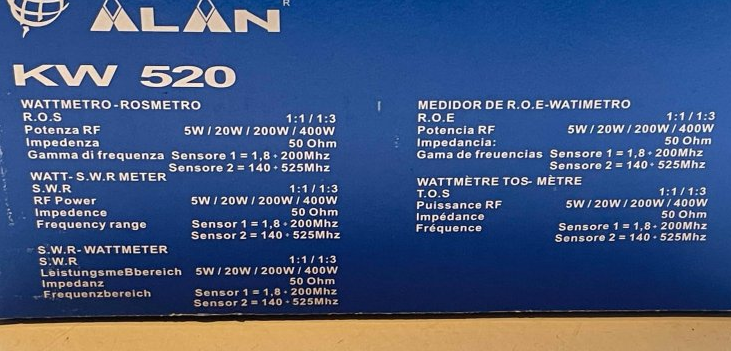 ALAN R
KW 520
WATTMETRO-ROSMETRO
R.O.S 1:1 / 1:3
Potenza RF 5W / 20W / 200W / 400W
Impedenza 50 Ohm
Gamma di frequenza Sensore 1 = 1,8 ÷ 200Mhz
Sensore 2 = 140 ÷ 525Mhz
WATT- S.W.R METER
S.W.R 1:1 / 1:3
RF Power 5W / 20W / 200W / 400W
Impedence 50 Ohm
Frequency range Sensor 1 = 1,8 ÷ 200Mhz
Sensor 2 = 140 ÷ 525Mhz
S.W.R- WATTMETER
S.W.R 1:1 / 1:3
Leistungsmeßbereich 5W / 20W / 200W / 400W
Impedanz 50 Ohm
Frequenzbereich Sensor 1 = 1,8 ÷ 200Mhz
Sensor 2 = 140 ÷ 525Mhz
MEDIDOR DE R.O.E-WATIMETRO
R.O.E 1:1 / 1:3
Potencia RF 5W / 20W / 200W / 400W
Impedancia: 50 Ohm
Gama de freuencias Sensore 1 = 1,8 ÷ 200Mhz
Sensore 2 = 140 ÷ 525Mhz
WATTMÈTRE TOS- MÈTRE
T.O.S 1:1 / 1:3
Puissance RF 5W / 20W / 200W / 400W
Impédance 50 Ohm
Fréquence Sensore 1 = 1,8 ÷ 200Mhz
Sensore 2 = 140 ÷ 525Mhz